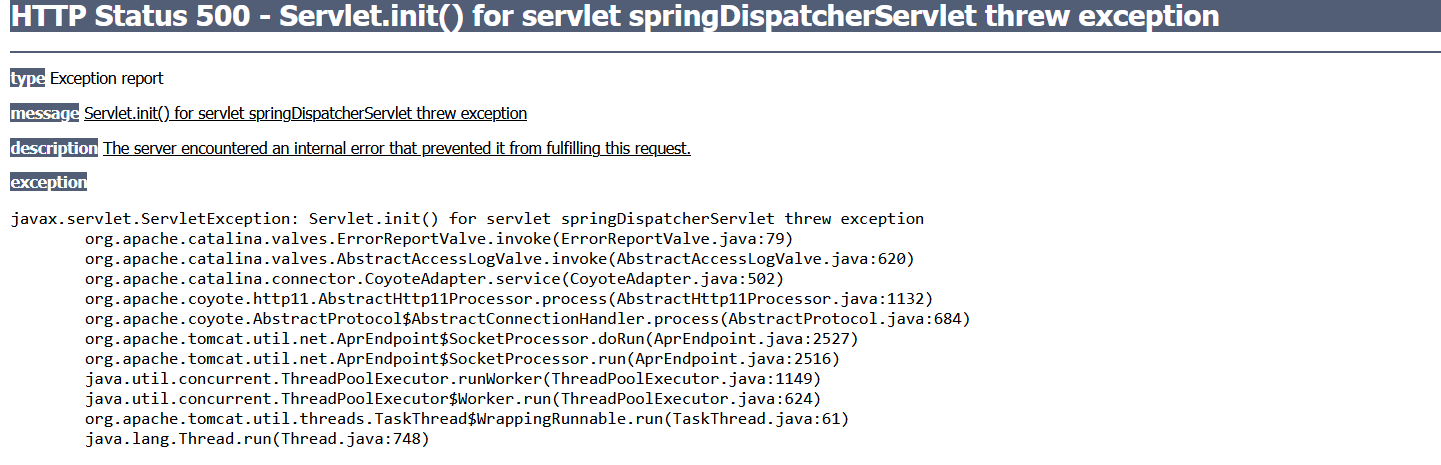 HTTP Status 500 - Servlet.init() for servlet springDispatcherServlet threw exception
type Exception report
message Servlet.init() for servlet springDispatcherServlet threw exception
description The server encountered an internal error that prevented it from fulfilling this request.
exception
javax.servlet.ServletException: Servlet.init() for servlet springDispatcherServlet threw exception
org.apache.catalina.valves.ErrorReportValve.invoke(ErrorReportValve.java:79)
org.apache.catalina.valves.AbstractAccessLogValve.invoke(AbstractAccessLogValve.java:620)
org.apache.catalina.connector.CoyoteAdapter.service(CoyoteAdapter.java:502)
org.apache.coyote.http11.AbstractHttp11Processor.process(AbstractHttp11Processor.java:1132)
org.apache.coyote.AbstractProtocol$AbstractConnectionHandler.process(AbstractProtocol.java:684)
org.apache.tomcat.util.net.AprEndpoint$SocketProcessor.doRun(AprEndpoint.java:2527)
org.apache.tomcat.util.net.AprEndpoint$SocketProcessor.run(AprEndpoint.java:2516)
java.util.concurrent.ThreadPoolExecutor.runWorker(ThreadPoolExecutor.java:1149)
java.util.concurrent.ThreadPoolExecutor$Worker.run(ThreadPoolExecutor.java:624)
org.apache.tomcat.util.threads.TaskThread$WrappingRunnable.run(TaskThread.java:61)
java.lang.Thread.run(Thread.java:748)